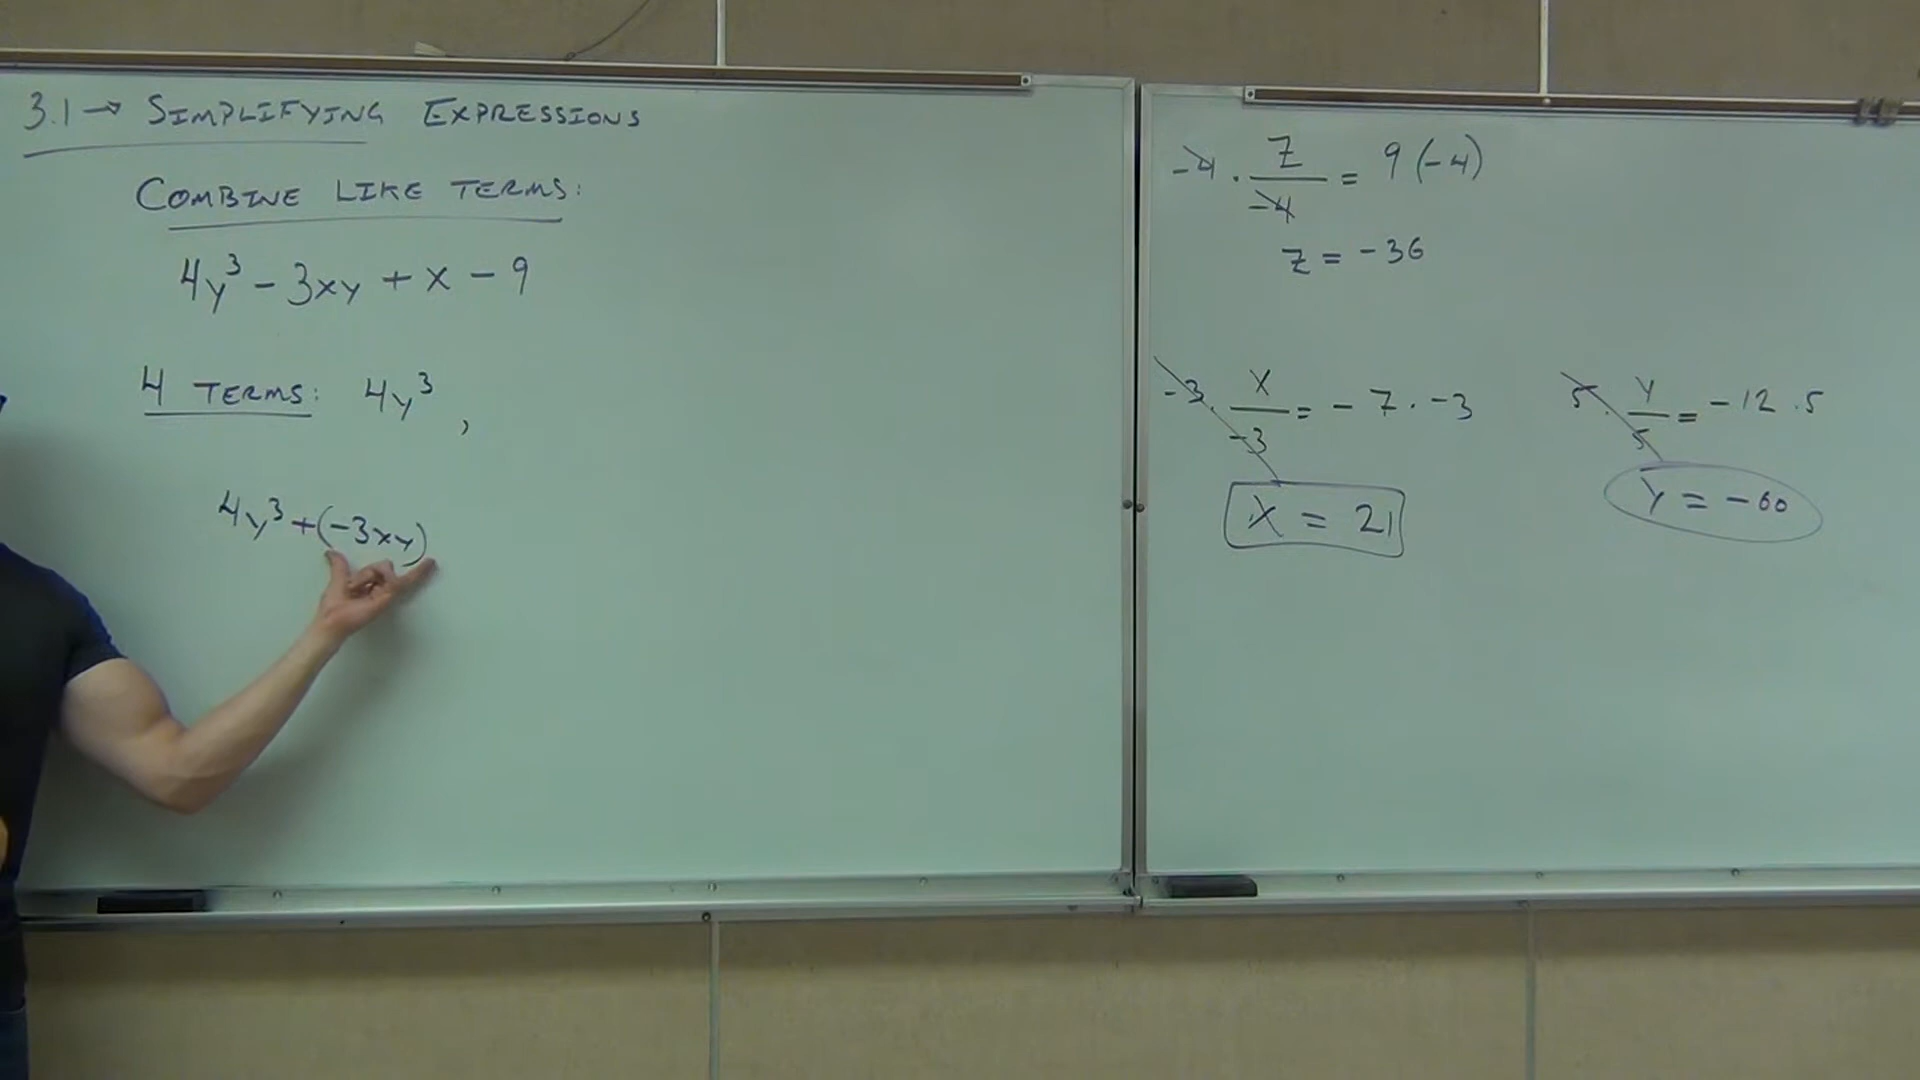 3.1 → SIMPLIFYING EXPRESSIONS
COMBINE LIKE TERMS:
4y³ - 3xy + x - 9
4 TERMS: 4y³ ,
4y³ + (-3xy)
-4 · z/-4 = 9(-4)
z = -36
-3 · x/-3 = -7 · -3
x = 21
5 · y/5 = -12 · 5
y = -60